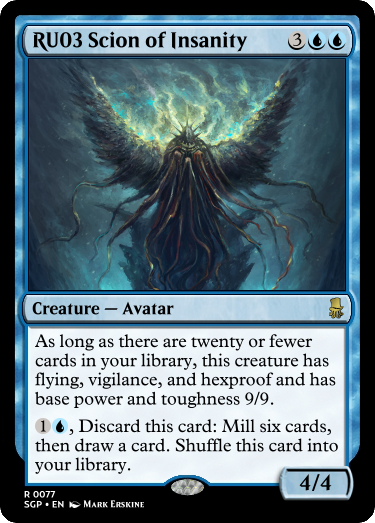 RU03 Scion of Insanity 3
Creature — Avatar
As long as there are twenty or fewer
cards in your library, this creature has
flying, vigilance, and hexproof and has
base power and toughness 9/9.
1, Discard this card: Mill six cards,
then draw a card. Shuffle this card into
your library.
4/4
R 0077
SGP • EN Mark Erskine